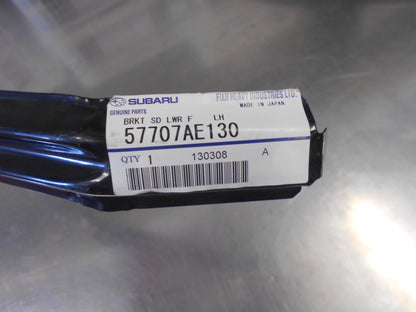 SUBARU
FUJI HEAVY INDUSTRIES LTD.
GENUINE PARTS
MADE IN JAPAN
BRKT SD LWR F LH
57707AE130
QTY 1 130308 A